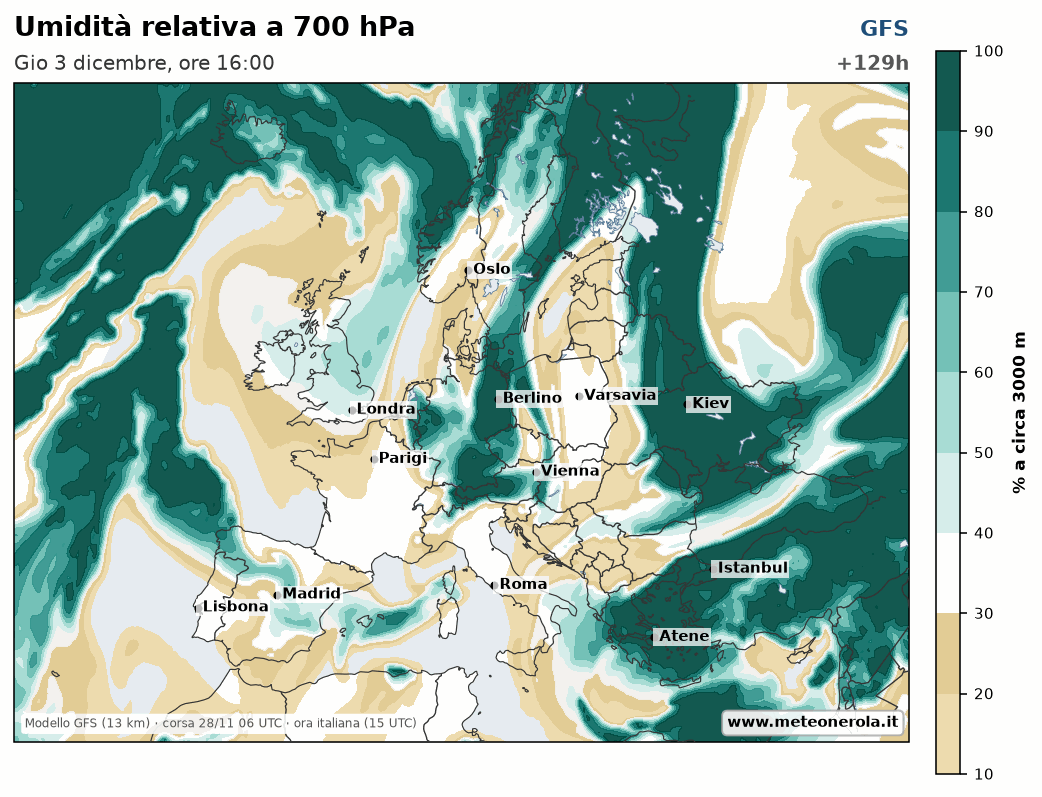 Umidità relativa a 700 hPa
GFS
Gio 3 dicembre, ore 16:00
+129h
100
90
80
70
60
50
40
30
20
10
% a circa 3000 m
Oslo
Berlino
Varsavia
Kiev
Londra
Parigi
Vienna
Istanbul
Roma
Madrid
Lisbona
Atene
Modello GFS (13 km) · corsa 28/11 06 UTC · ora italiana (15 UTC)
www.meteonerola.it